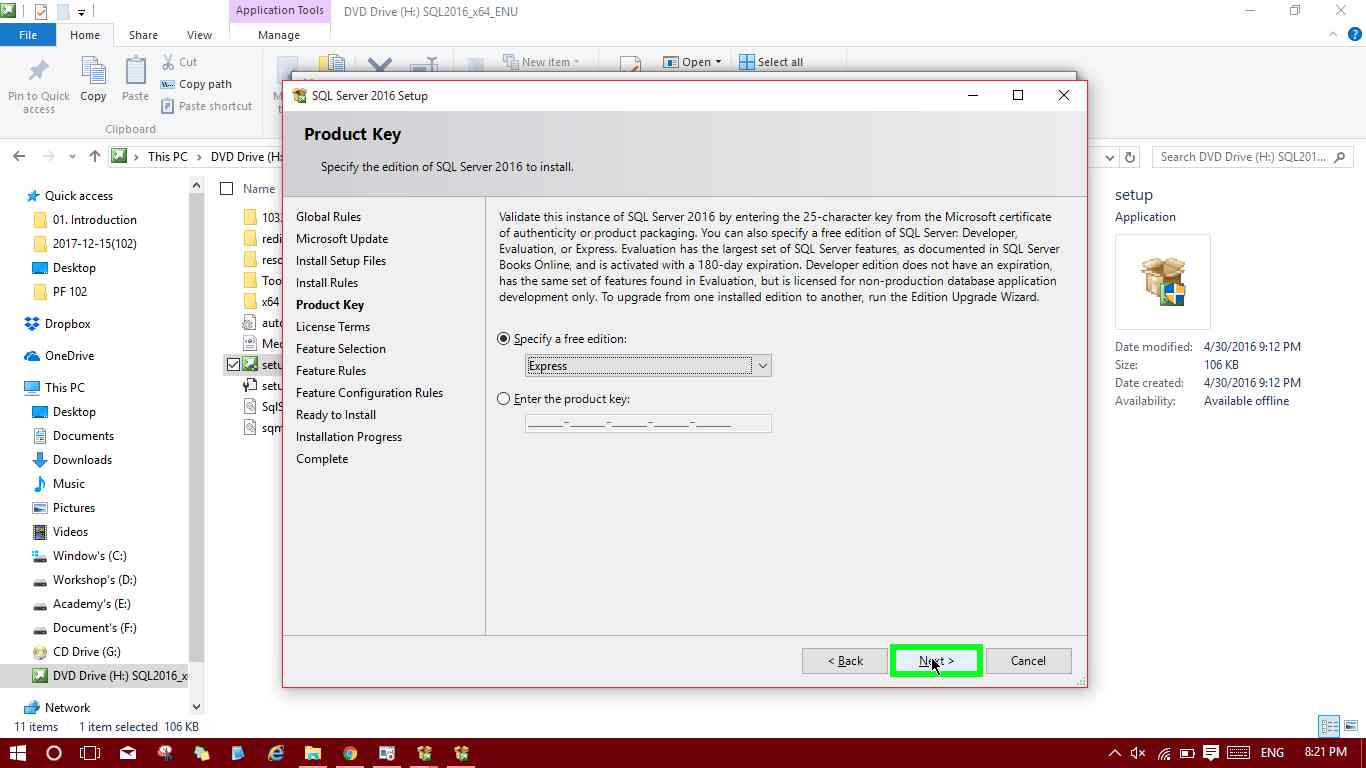 Application Tools
DVD Drive (H:) SQL2016_x64_ENU
File
Home
Share
View
Manage
Pin to Quick access
Copy
Paste
Cut
Copy path
Paste shortcut
Clipboard
New item
Open
Select all
This PC
DVD Drive (H:
Search DVD Drive (H:) SQL201...
Quick access
01. Introduction
2017-12-15(102)
Desktop
PF 102
Dropbox
OneDrive
This PC
Desktop
Documents
Downloads
Music
Pictures
Videos
Window's (C:)
Workshop's (D:)
Academy's (E:)
Document's (F:)
CD Drive (G:)
DVD Drive (H:) SQL2016_x
Network
Name
103
redi
reso
Too
x64
auto
Med
setu
setu
SqlS
sqm
SQL Server 2016 Setup
Product Key
Specify the edition of SQL Server 2016 to install.
Global Rules
Microsoft Update
Install Setup Files
Install Rules
Product Key
License Terms
Feature Selection
Feature Rules
Feature Configuration Rules
Ready to Install
Installation Progress
Complete
Validate this instance of SQL Server 2016 by entering the 25-character key from the Microsoft certificate
of authenticity or product packaging. You can also specify a free edition of SQL Server: Developer,
Evaluation, or Express. Evaluation has the largest set of SQL Server features, as documented in SQL Server
Books Online, and is activated with a 180-day expiration. Developer edition does not have an expiration,
has the same set of features found in Evaluation, but is licensed for non-production database application
development only. To upgrade from one installed edition to another, run the Edition Upgrade Wizard.
Specify a free edition:
Express
Enter the product key:
_____-_____-_____-_____-_____
< Back
Next >
Cancel
setup
Application
Date modified: 4/30/2016 9:12 PM
Size: 106 KB
Date created: 4/30/2016 9:12 PM
Availability: Available offline
11 items
1 item selected 106 KB
ENG
8:21 PM